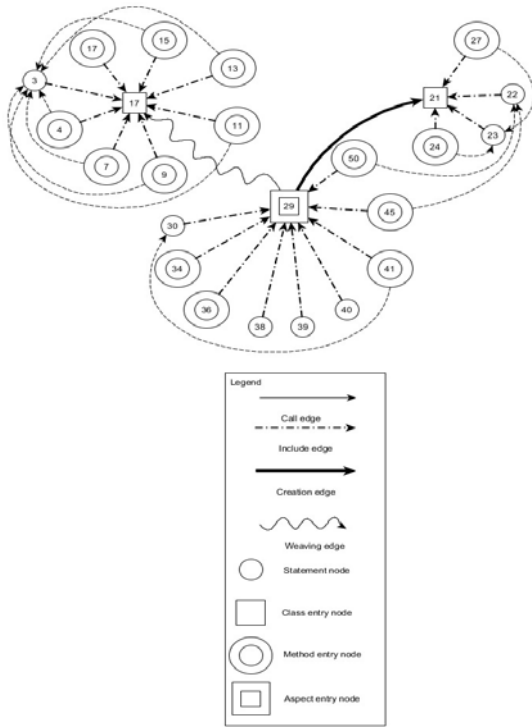 15
17
27
13
3
22
17
21
11
4
23
24
50
7
9
29
45
30
34
41
36
40
38
39
Legend
Call edge
Include edge
Creation edge
Weaving edge
Statement node
Class entry node
Method entry node
Aspect entry node